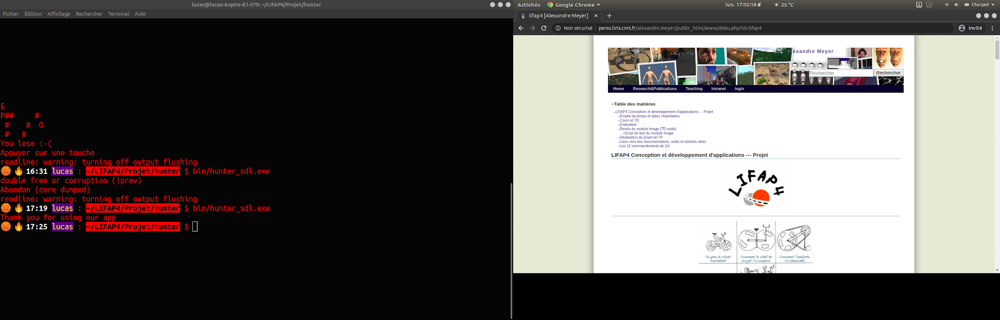 lucas@lucas-Aspire-E1-570: ~/LIFAP4/Projet/hunter
Fichier Édition Affichage Rechercher Terminal Aide
E
P##     #
 #    #  O
 #   #
You lose :-(
Appuyer sur une touche
readline: warning: turning off output flushing
16:31 lucas : ~/LIFAP4/Projet/hunter $ bin/hunter_sdl.exe
double free or corruption (!prev)
Abandon (core dumped)
readline: warning: turning off output flushing
17:19 lucas : ~/LIFAP4/Projet/hunter $ bin/hunter_sdl.exe
Thank you for using our app
17:25 lucas : ~/LIFAP4/Projet/hunter $
Activités Google Chrome lun. 17:32:18 25 °C 1 A Charged
lifap4 [Alexandre Meyer]
Non sécurisé perso.liris.cnrs.fr/alexandre.meyer/public_html/www/doku.php?id=lifap4 Invité
Alexandre Meyer
Rechercher Rechercher
Home Research&Publications Teaching Intranet login
−Table des matières
LIFAP4 Conception et développement d'applications --- Projet
Emploi du temps et dates importantes
Cours et TD
Evaluation
Rendu du module Image (TD outils)
Script de test du module Image
Réalisation du projet en TP
Liens vers des documentations, outils et tutoriels utiles
Les 12 commandements de Git
LIFAP4 Conception et développement d'applications --- Projet
LIFAP4
Ce que le client souhaitait
Comment le chef de projet l'a compris
Comment l'analyste l'a interprété